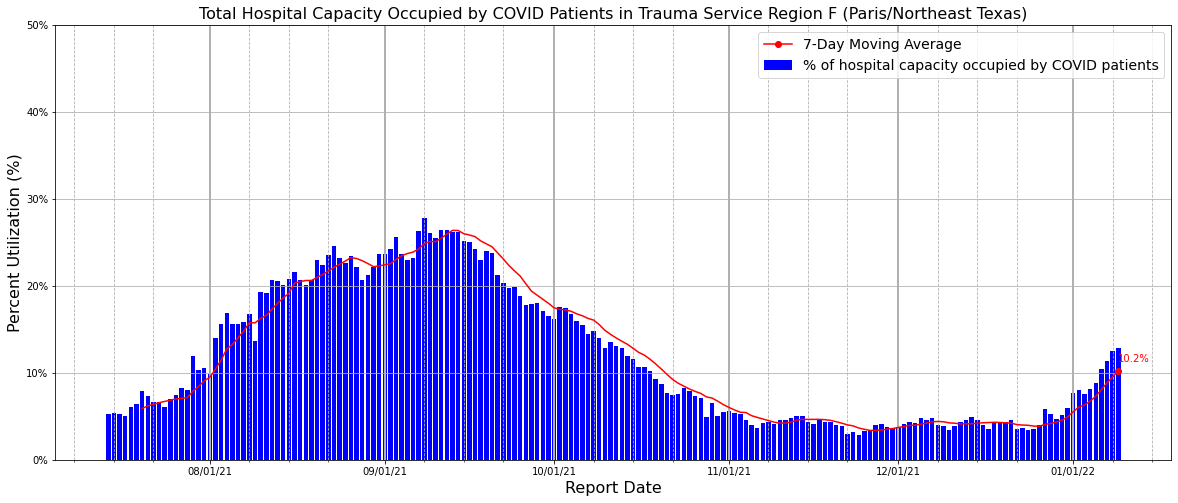 Total Hospital Capacity Occupied by COVID Patients in Trauma Service Region F (Paris/Northeast Texas)
7-Day Moving Average
% of hospital capacity occupied by COVID patients
Percent Utilization (%)
50%
40%
30%
20%
10%
0%
10.2%
08/01/21 09/01/21 10/01/21 11/01/21 12/01/21 01/01/22
Report Date